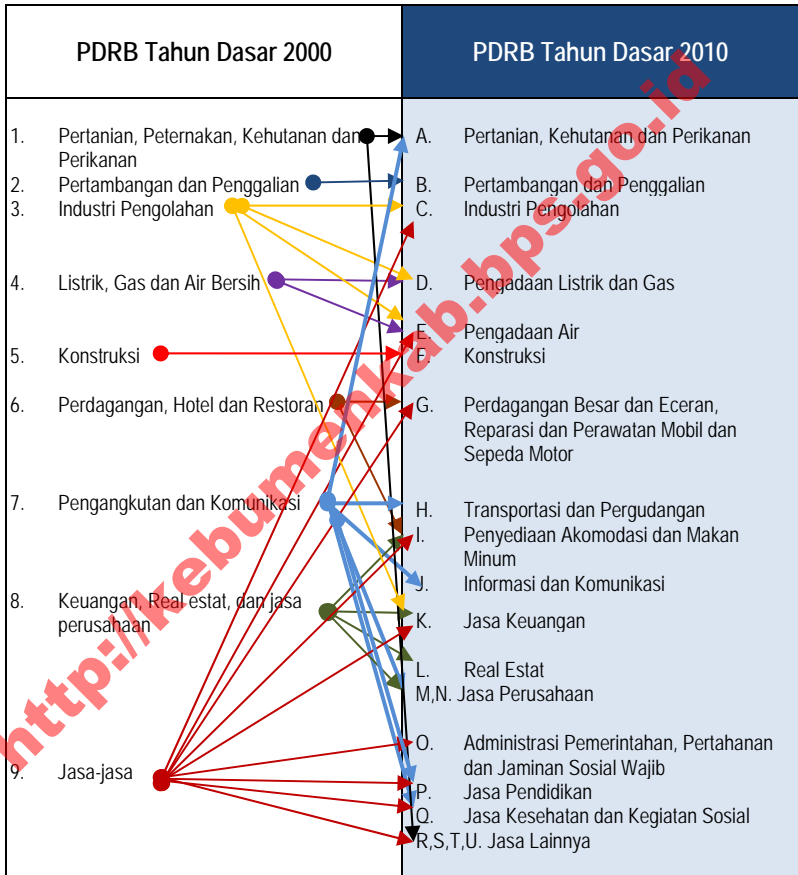 PDRB Tahun Dasar 2000
PDRB Tahun Dasar 2010
1. Pertanian, Peternakan, Kehutanan dan
Perikanan
2. Pertambangan dan Penggalian
3. Industri Pengolahan
4. Listrik, Gas dan Air Bersih
5. Konstruksi
6. Perdagangan, Hotel dan Restoran
7. Pengangkutan dan Komunikasi
8. Keuangan, Real estat, dan jasa
perusahaan
9. Jasa-jasa
A. Pertanian, Kehutanan dan Perikanan
B. Pertambangan dan Penggalian
C. Industri Pengolahan
D. Pengadaan Listrik dan Gas
E. Pengadaan Air
F. Konstruksi
G. Perdagangan Besar dan Eceran,
Reparasi dan Perawatan Mobil dan
Sepeda Motor
H. Transportasi dan Pergudangan
I. Penyediaan Akomodasi dan Makan
Minum
J. Informasi dan Komunikasi
K. Jasa Keuangan
L. Real Estat
M,N. Jasa Perusahaan
O. Administrasi Pemerintahan, Pertahanan
dan Jaminan Sosial Wajib
P. Jasa Pendidikan
Q. Jasa Kesehatan dan Kegiatan Sosial
R,S,T,U. Jasa Lainnya
http://kebumenkab.bps.go.id